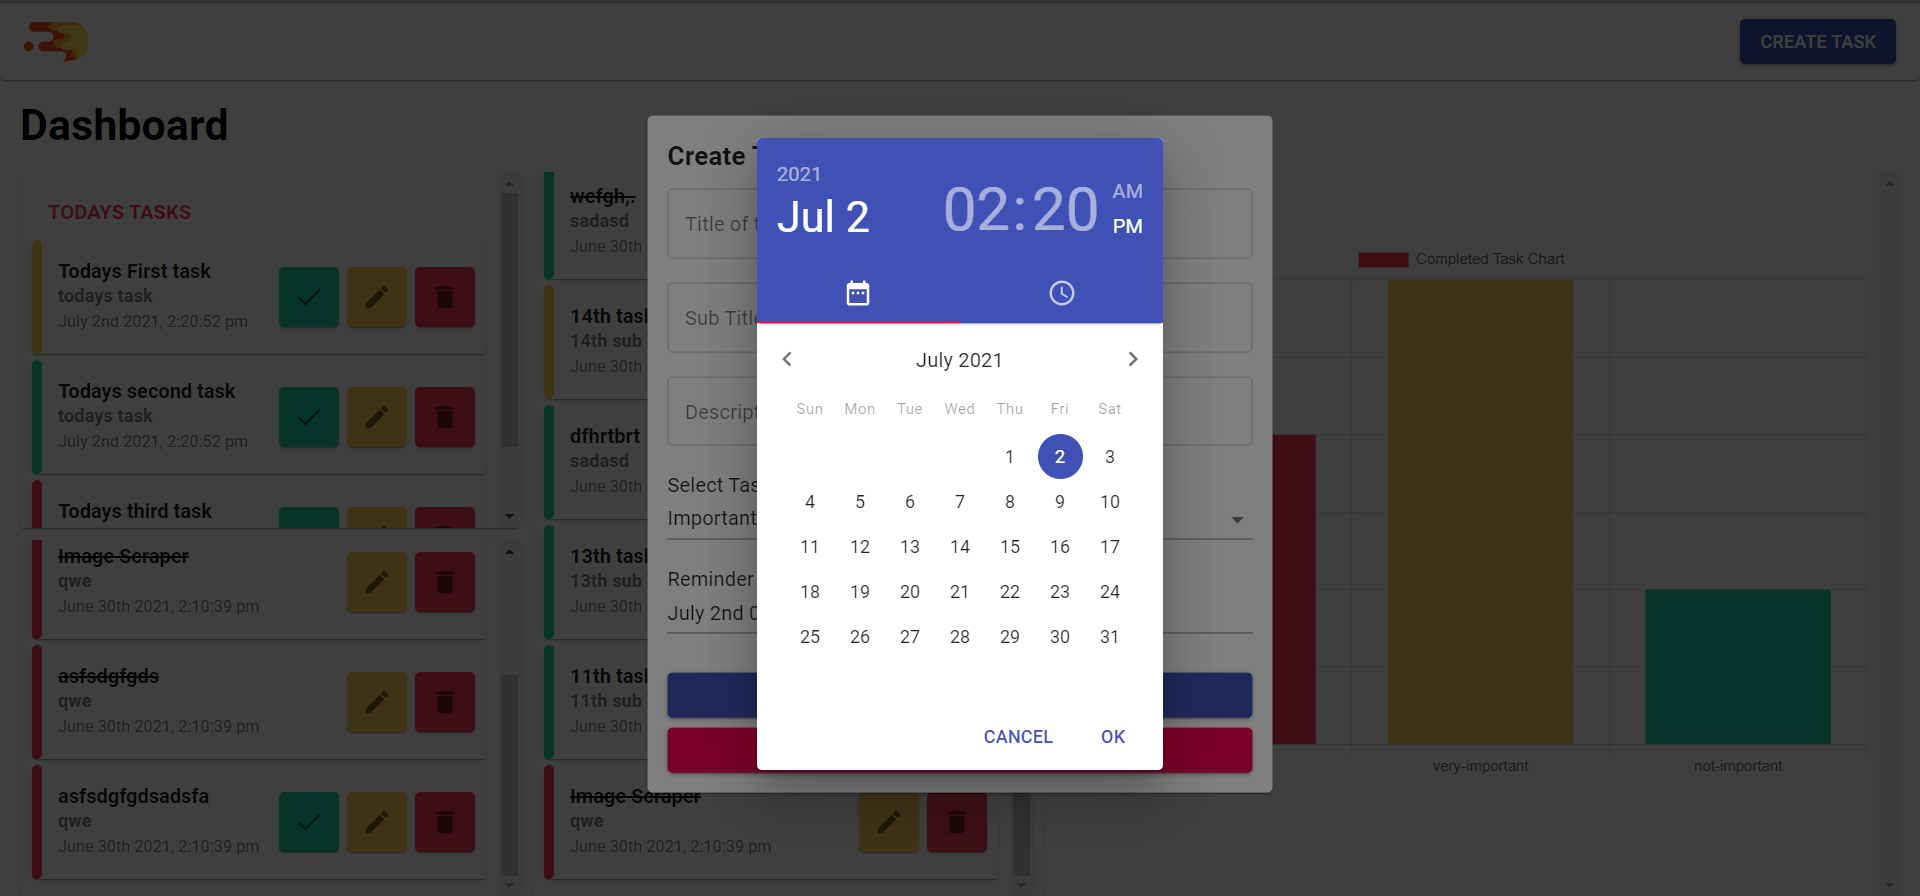 CREATE TASK
Dashboard
TODAYS TASKS
Todays First task
todays task
July 2nd 2021, 2:20:52 pm
Todays second task
todays task
July 2nd 2021, 2:20:52 pm
Todays third task
Image Scraper
qwe
June 30th 2021, 2:10:39 pm
asfsdgfgds
qwe
June 30th 2021, 2:10:39 pm
asfsdgfgdsadsfa
qwe
June 30th 2021, 2:10:39 pm
wefgh,.
sadasd
June 30th
14th task
14th sub
June 30th
dfhrtbrt
sadasd
June 30th
13th task
13th sub
June 30th
11th task
11th sub
June 30th
Image Scraper
qwe
June 30th 2021, 2:10:39 pm
Create
Title of
Sub Title
Descript
Select Tas
Important
Reminder
July 2nd
2021
Jul 2
02:20
AM
PM
July 2021
Sun Mon Tue Wed Thu Fri Sat
1 2 3
4 5 6 7 8 9 10
11 12 13 14 15 16 17
18 19 20 21 22 23 24
25 26 27 28 29 30 31
CANCEL OK
Completed Task Chart
very-important
not-important